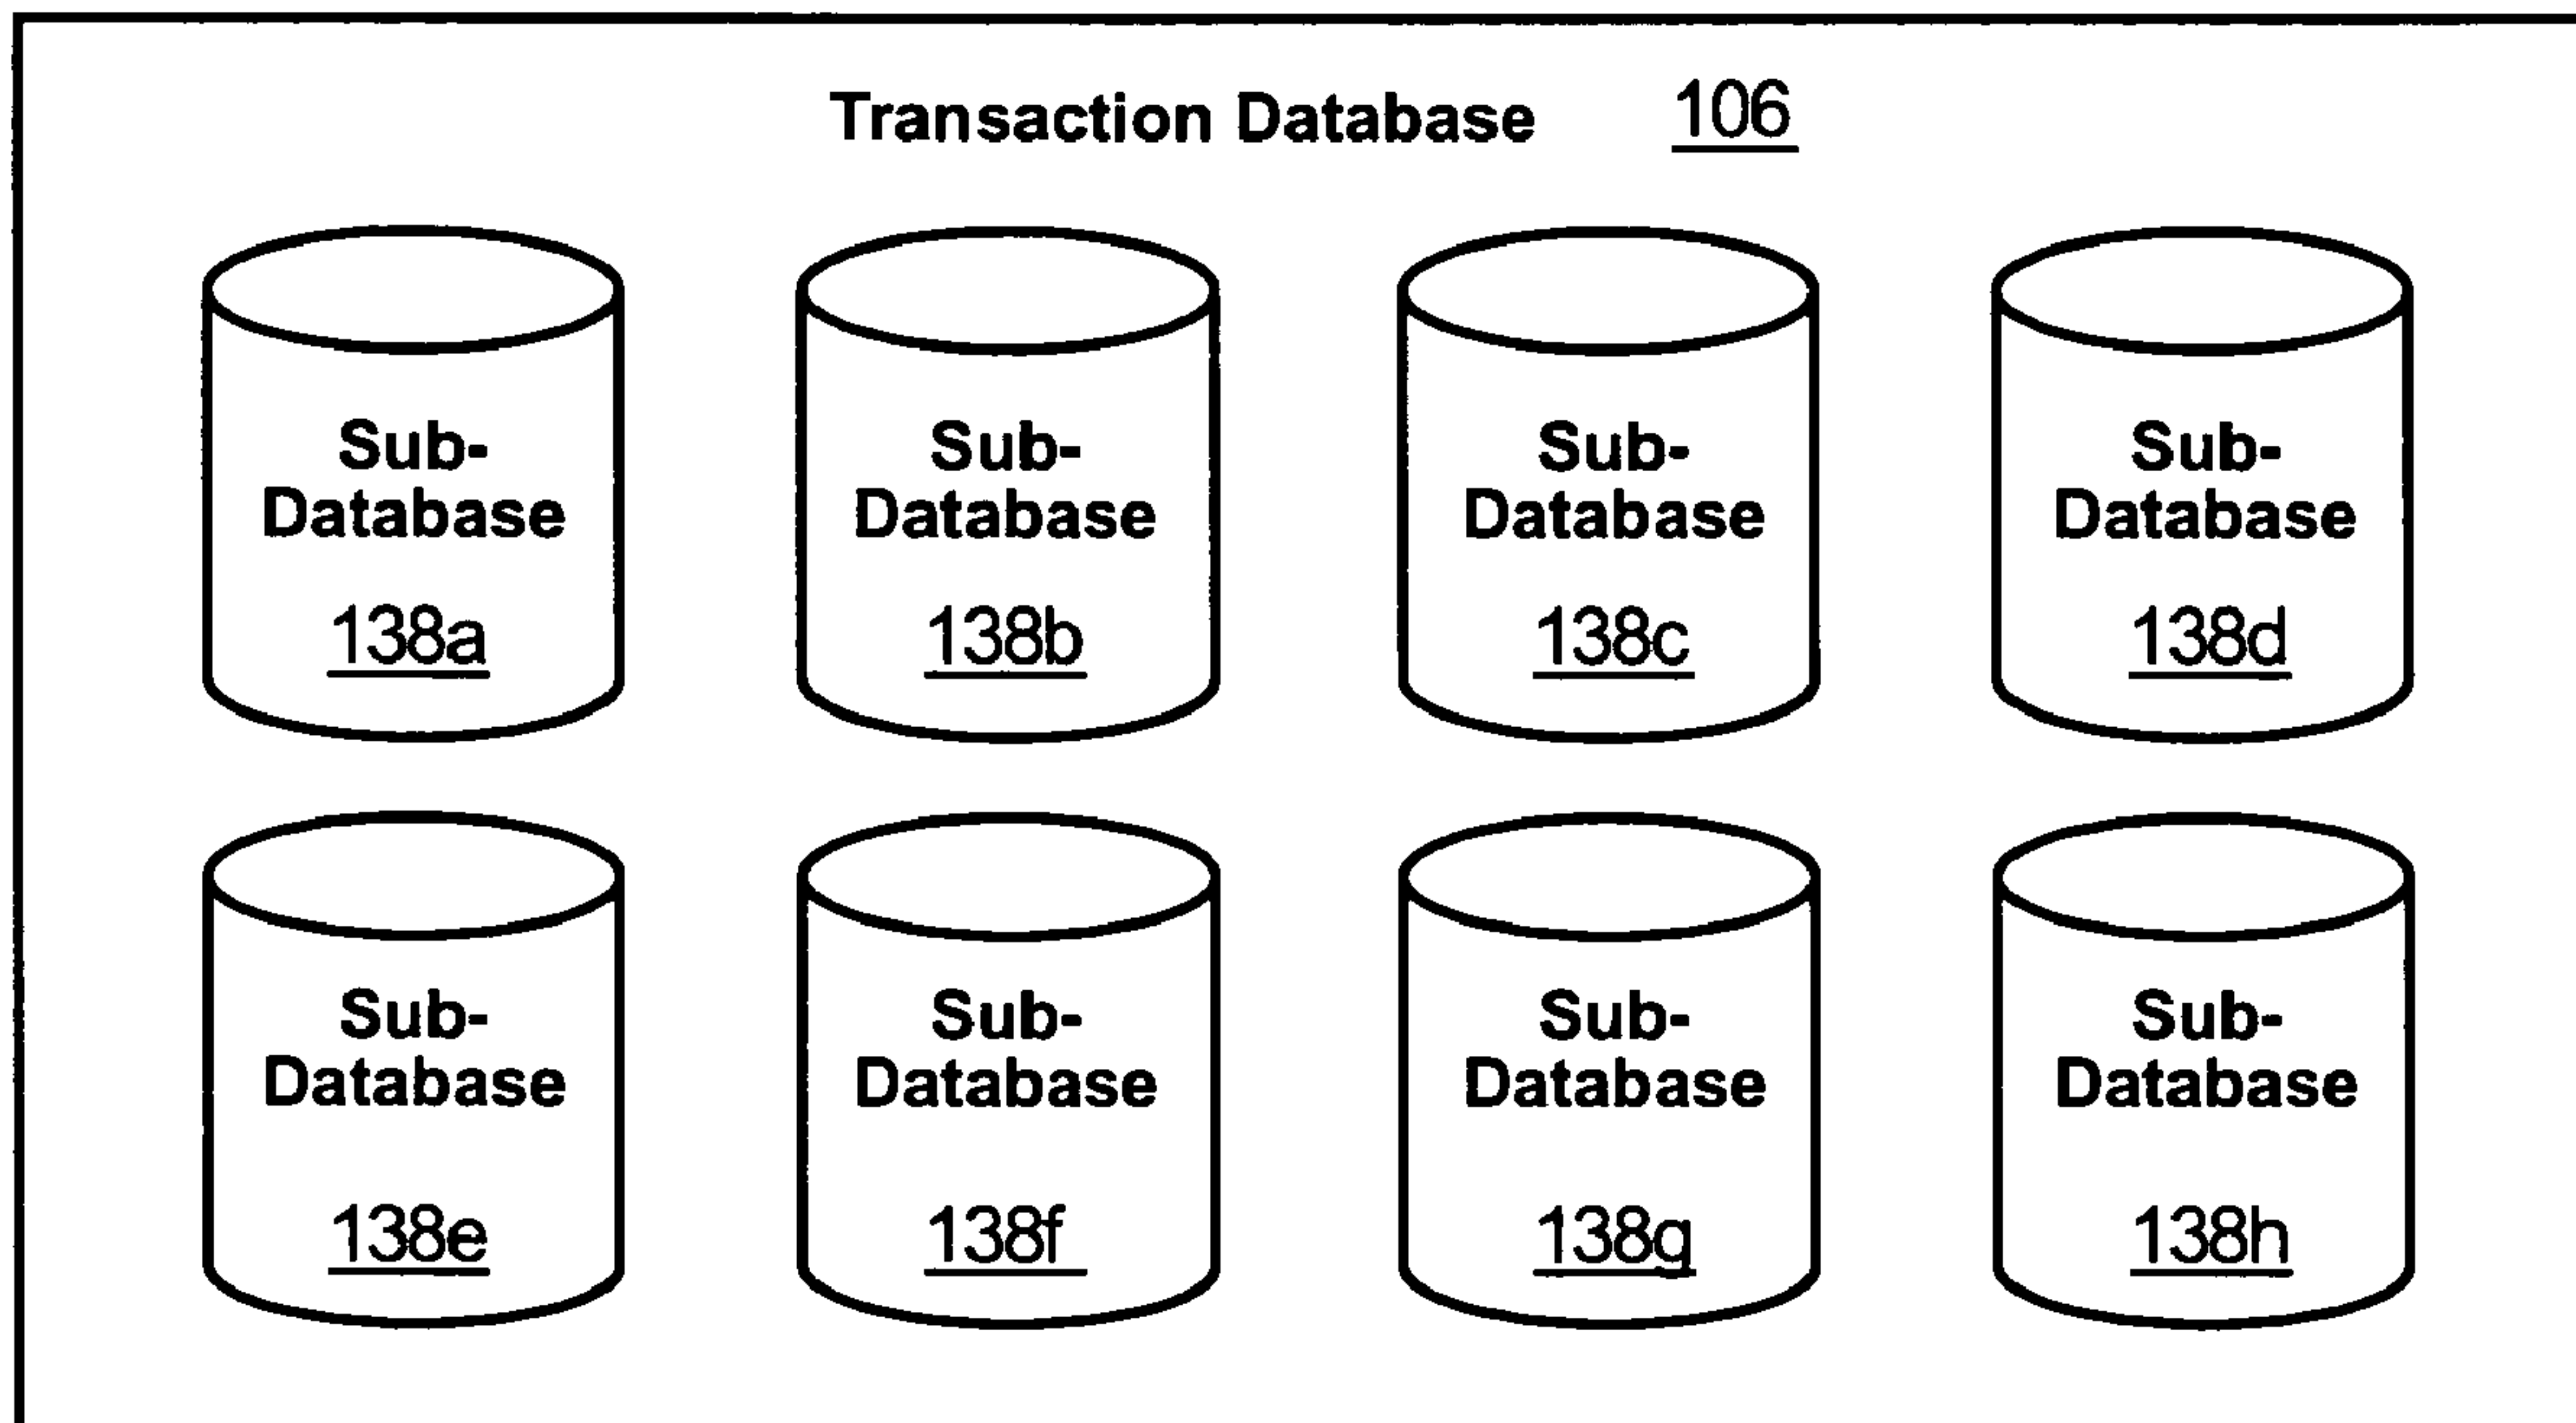 Transaction Database 106
Sub-
Database
138a
Sub-
Database
138b
Sub-
Database
138c
Sub-
Database
138d
Sub-
Database
138e
Sub-
Database
138f
Sub-
Database
138g
Sub-
Database
138h